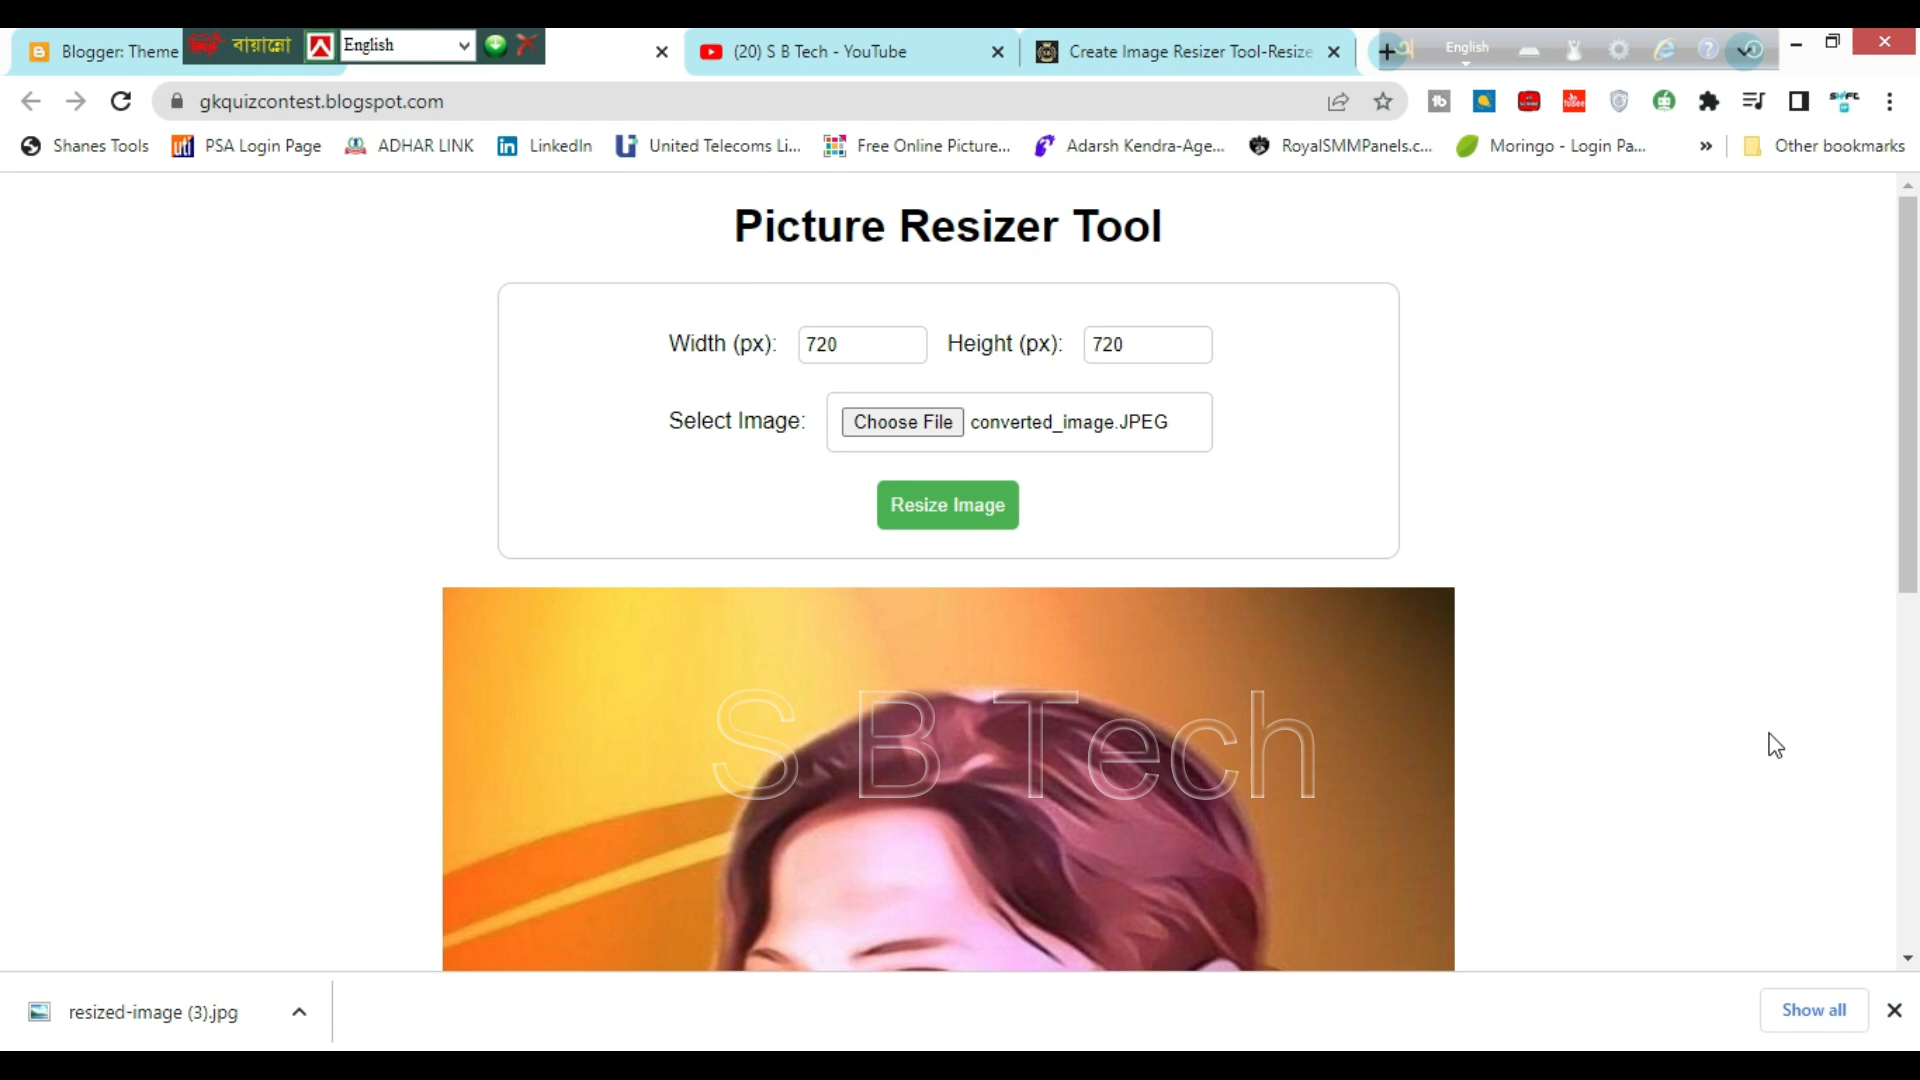 Blogger: Theme
বায়ান্নো
English
(20) S B Tech - YouTube
Create Image Resizer Tool-Resize
English
gkquizcontest.blogspot.com
Shanes Tools
PSA Login Page
ADHAR LINK
LinkedIn
United Telecoms Li...
Free Online Picture...
Adarsh Kendra-Age...
RoyalSMMPanels.c...
Moringo - Login Pa...
Other bookmarks
Picture Resizer Tool
Width (px): 720 Height (px): 720
Select Image: Choose File converted_image.JPEG
Resize Image
S B Tech
resized-image (3).jpg
Show all